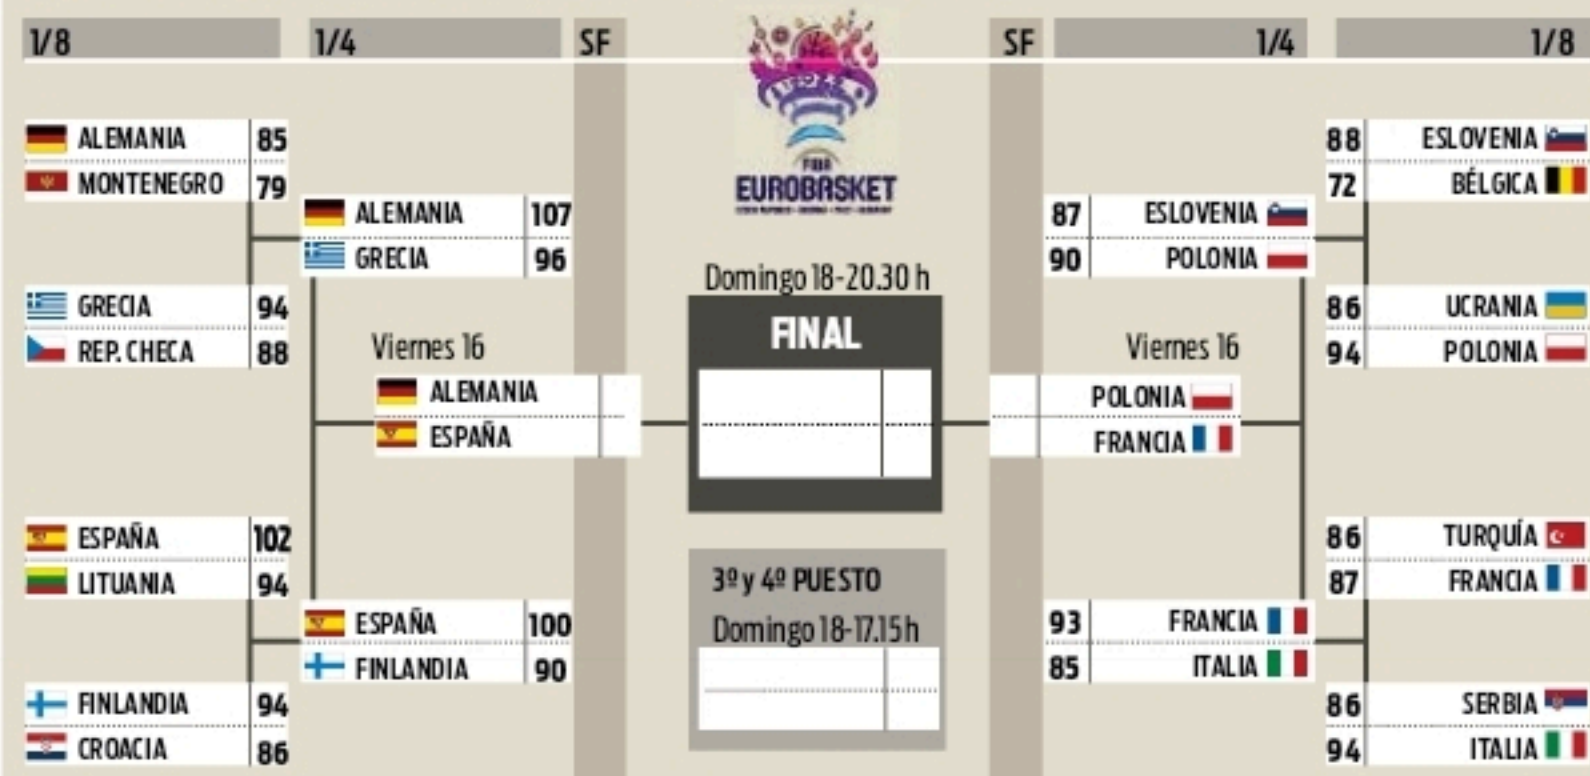 1/8
1/4
SF
SF
1/4
1/8
2022
FIBA
EUROBASKET
ALEMANIA 85
MONTENEGRO 79
GRECIA 94
REP. CHECA 88
ESPAÑA 102
LITUANIA 94
FINLANDIA 94
CROACIA 86
ALEMANIA 107
GRECIA 96
ESPAÑA 100
FINLANDIA 90
Viernes 16
ALEMANIA
ESPAÑA
Domingo 18-20.30 h
FINAL
3º y 4º PUESTO
Domingo 18-17.15 h
Viernes 16
POLONIA
FRANCIA
87 ESLOVENIA
90 POLONIA
93 FRANCIA
85 ITALIA
88 ESLOVENIA
72 BÉLGICA
86 UCRANIA
94 POLONIA
86 TURQUÍA
87 FRANCIA
86 SERBIA
94 ITALIA